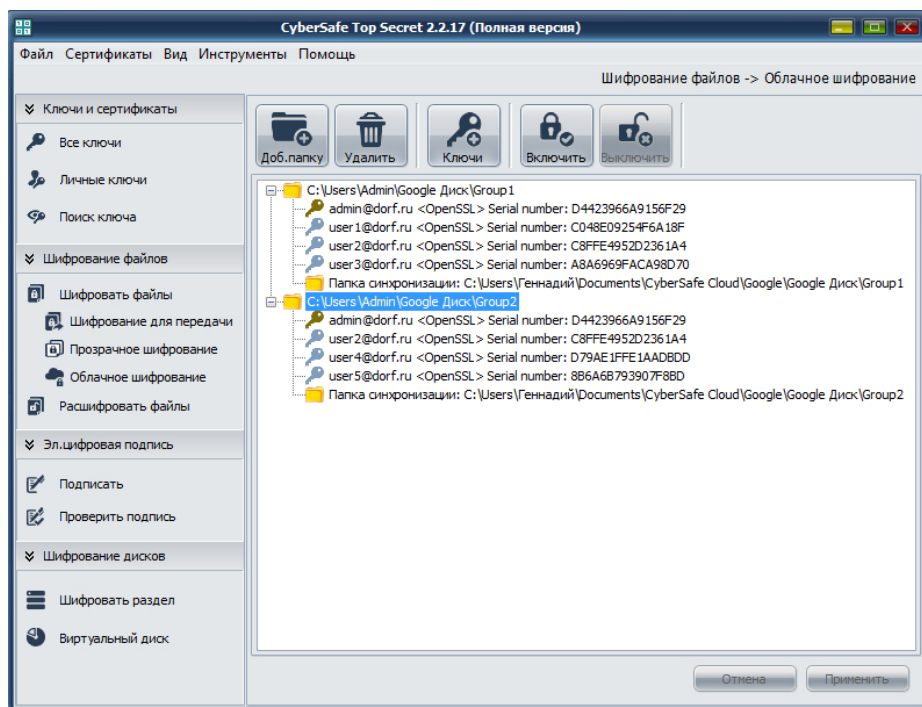 CyberSafe Top Secret 2.2.17 (Полная версия)
Файл Сертификаты Вид Инструменты Помощь
Шифрование файлов -> Облачное шифрование
Ключи и сертификаты
Все ключи
Личные ключи
Поиск ключа
Шифрование файлов
Шифровать файлы
Шифрование для передачи
Прозрачное шифрование
Облачное шифрование
Расшифровать файлы
Эл.цифровая подпись
Подписать
Проверить подпись
Шифрование дисков
Шифровать раздел
Виртуальный диск
Доб.папку Удалить Ключи Включить Выключить
C:\Users\Admin\Google Диск\Group1
admin@dorf.ru <OpenSSL> Serial number: D4423966A9156F29
user1@dorf.ru <OpenSSL> Serial number: C048E09254F6A18F
user2@dorf.ru <OpenSSL> Serial number: C8FFE4952D2361A4
user3@dorf.ru <OpenSSL> Serial number: A8A6969FACA98D70
Папка синхронизации: C:\Users\Геннадий\Documents\CyberSafe Cloud\Google\Google Диск\Group1
C:\Users\Admin\Google Диск\Group2
admin@dorf.ru <OpenSSL> Serial number: D4423966A9156F29
user2@dorf.ru <OpenSSL> Serial number: C8FFE4952D2361A4
user4@dorf.ru <OpenSSL> Serial number: D79AE1FFE1AADBDD
user5@dorf.ru <OpenSSL> Serial number: 8B6A6B793907F8BD
Папка синхронизации: C:\Users\Геннадий\Documents\CyberSafe Cloud\Google\Google Диск\Group2
Отмена Применить